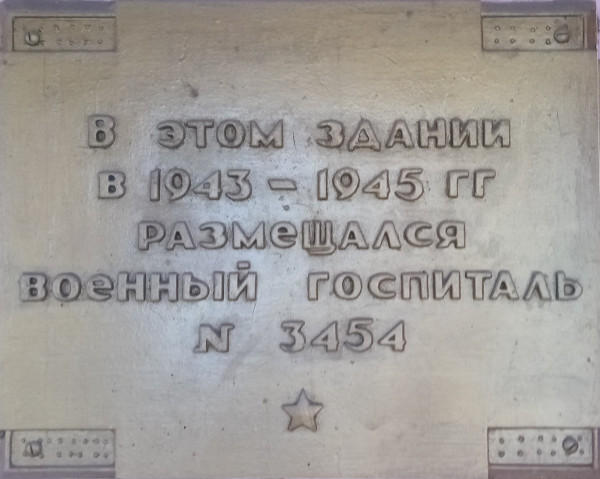 В ЭТОМ ЗДАНИИ
В 1943 – 1945 ГГ
РАЗМЕЩАЛСЯ
ВОЕННЫЙ ГОСПИТАЛЬ
N 3454